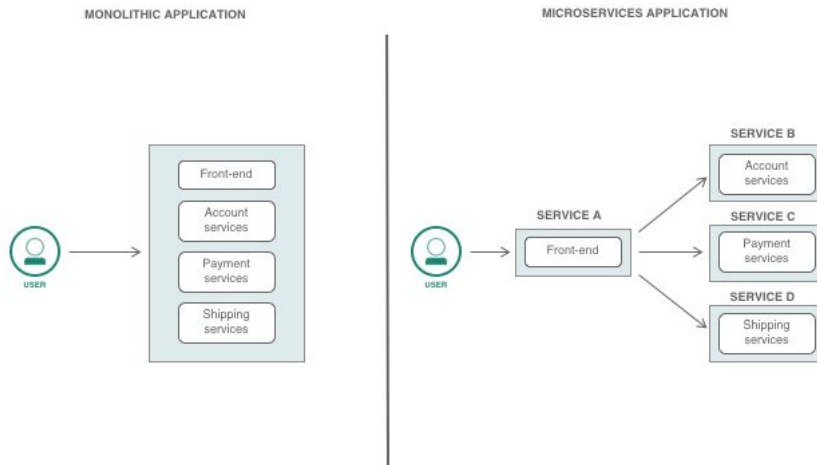 MONOLITHIC APPLICATION
Front-end
Account
services
Payment
services
Shipping
services
USER
MICROSERVICES APPLICATION
USER
SERVICE A
Front-end
SERVICE B
Account
services
SERVICE C
Payment
services
SERVICE D
Shipping
services